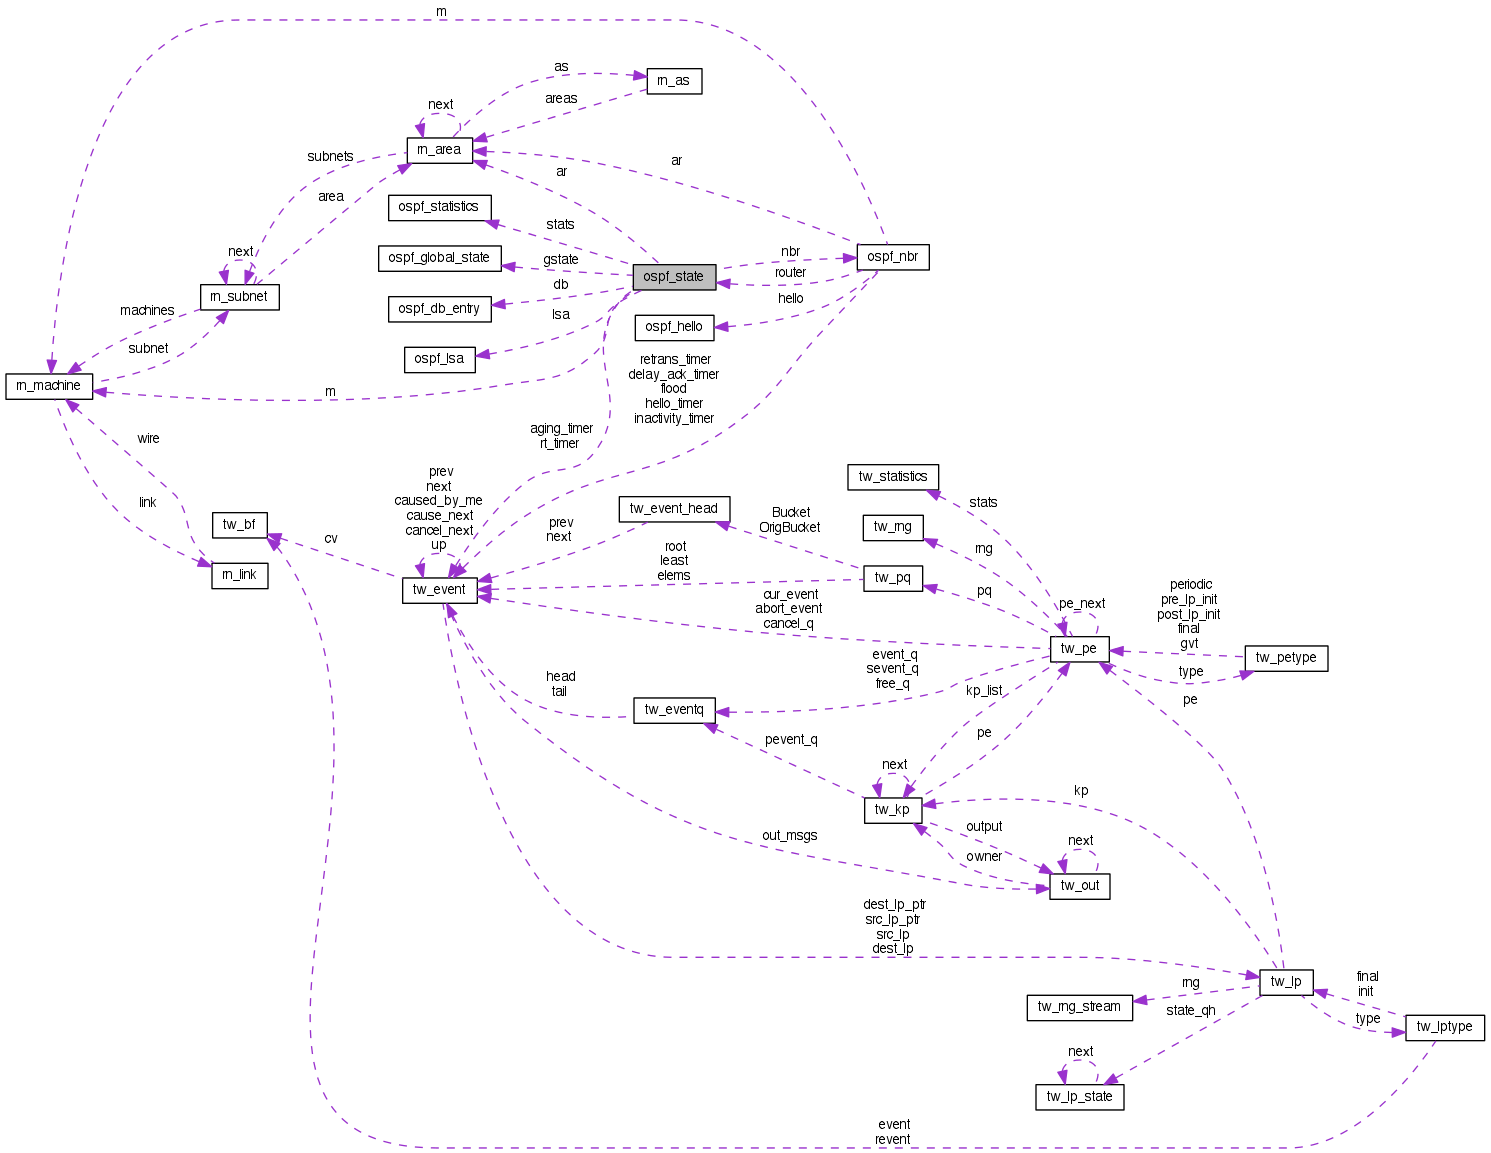 m
as
rn_as
areas
next
rn_area
subnets
ar
ar
area
ospf_statistics
stats
nbr
ospf_nbr
next
ospf_global_state
gstate
ospf_state
router
rn_subnet
db
hello
machines
ospf_db_entry
lsa
ospf_hello
subnet
ospf_lsa
rn_machine
m
retrans_timer
delay_ack_timer
flood
hello_timer
inactivity_timer
wire
aging_timer
rt_timer
link
prev
next
caused_by_me
cause_next
cancel_next
up
tw_statistics
stats
tw_bf
cv
prev
next
tw_event_head
Bucket
OrigBucket
tw_rng
rng
rn_link
tw_event
root
least
elems
tw_pq
pq
cur_event
abort_event
cancel_q
pe_next
periodic
pre_lp_init
post_lp_init
final
gvt
tw_pe
tw_petype
type
event_q
sevent_q
free_q
head
tail
kp_list
pe
tw_eventq
pevent_q
pe
next
tw_kp
kp
out_msgs
output
next
owner
tw_out
dest_lp_ptr
src_lp_ptr
src_lp
dest_lp
tw_lp
rng
final
init
tw_rng_stream
state_qh
type
tw_lptype
next
tw_lp_state
event
revent